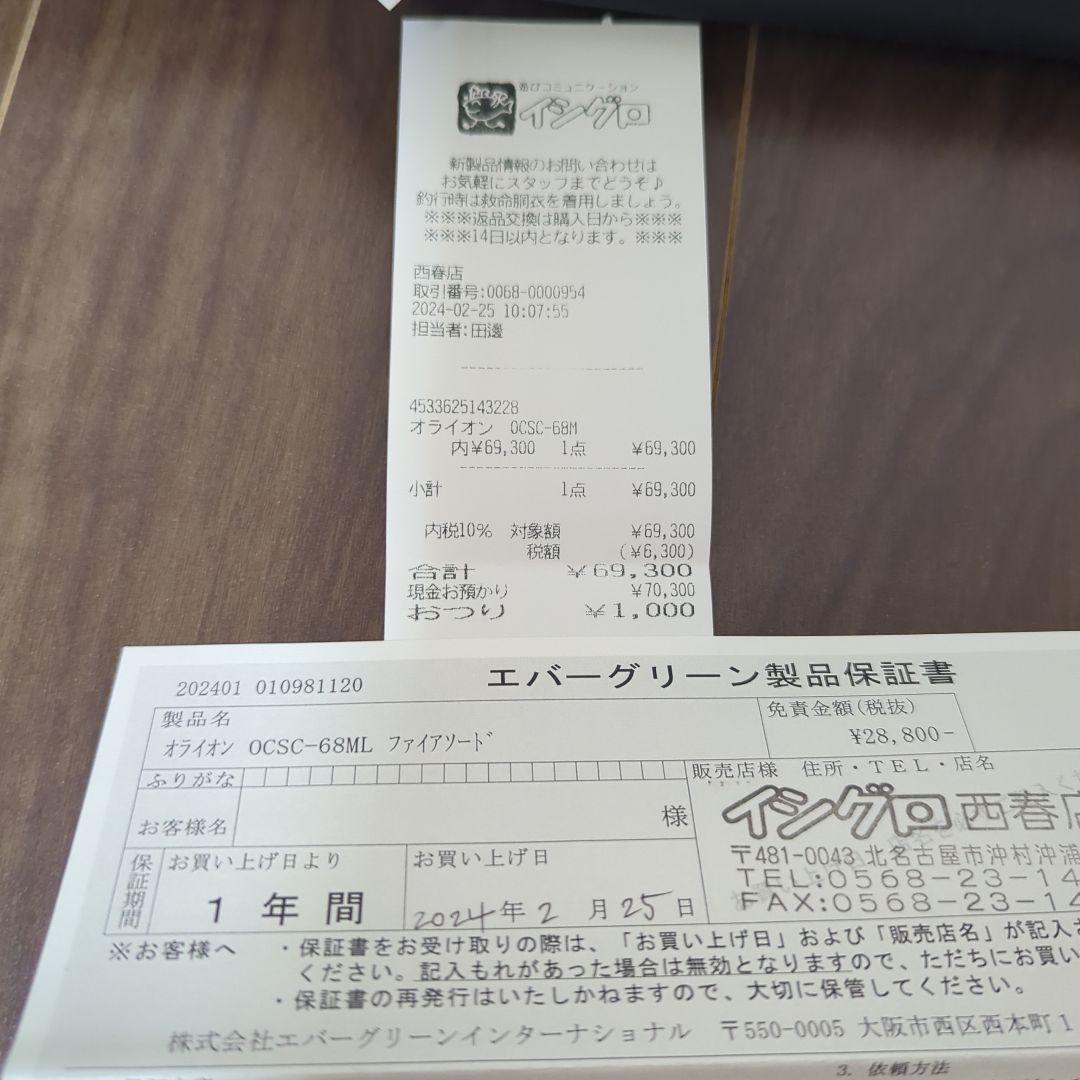 遊びコミュニケーション
イシグロ
新製品情報のお問い合わせは
お気軽にスタッフまでどうぞ♪
釣行時は救命胴衣を着用しましょう。
※※※返品交換は購入日から※※※
※※※14日以内となります。※※※
西春店
取引番号:0068-0000954
2024-02-25 10:07:55
担当者:田邊
4533625143228
オライオン OCSC-68M
内¥69,300 1点 ¥69,300
小計 1点 ¥69,300
内税10% 対象額 ¥69,300
税額 (¥6,300)
合計 ¥69,300
現金お預かり ¥70,300
おつり ¥1,000
202401 010981120
エバーグリーン製品保証書
製品名
オライオン OCSC-68ML ファイアソード
免責金額(税抜)
¥28,800-
ふりがな
お客様名 様
販売店様 住所・TEL・店名
イシグロ 西春店
〒481-0043 北名古屋市沖村沖浦
TEL:0568-23-14
FAX:0568-23-14
保証期間
お買い上げ日より
1年間
お買い上げ日
2024年2月25日
※お客様へ ・保証書をお受け取りの際は、「お買い上げ日」および「販売店名」が記入さ
ください。記入もれがあった場合は無効となりますので、ただちにお買い
・保証書の再発行はいたしかねますので、大切に保管してください。
株式会社エバーグリーンインターナショナル 〒550-0005 大阪市西区西本町1
3. 依頼方法